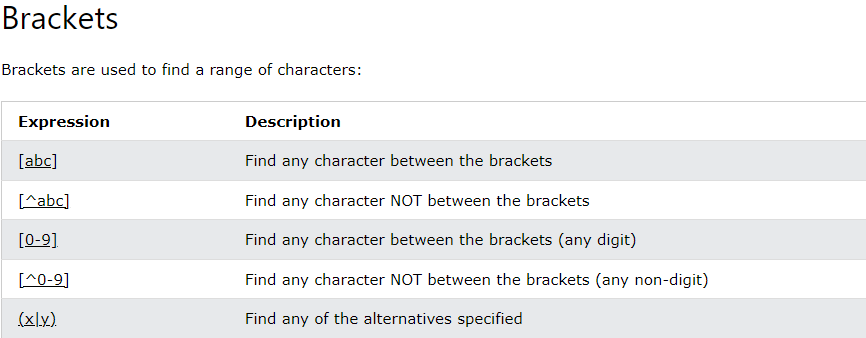 Brackets
Brackets are used to find a range of characters:
Expression Description
[abc] Find any character between the brackets
[^abc] Find any character NOT between the brackets
[0-9] Find any character between the brackets (any digit)
[^0-9] Find any character NOT between the brackets (any non-digit)
(x|y) Find any of the alternatives specified